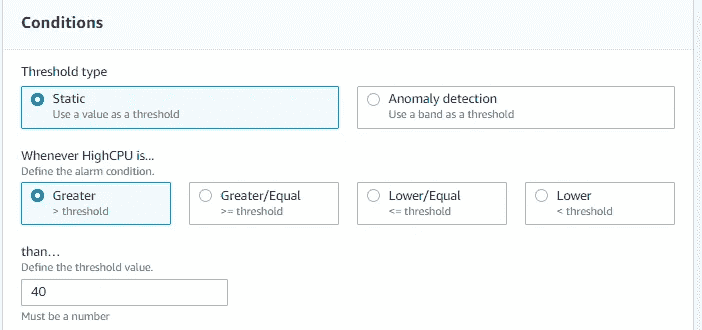 Conditions
Threshold type
Static
Use a value as a threshold
Anomaly detection
Use a band as a threshold
Whenever HighCPU is...
Define the alarm condition.
Greater
> threshold
Greater/Equal
>= threshold
Lower/Equal
<= threshold
Lower
< threshold
than...
Define the threshold value.
40
Must be a number